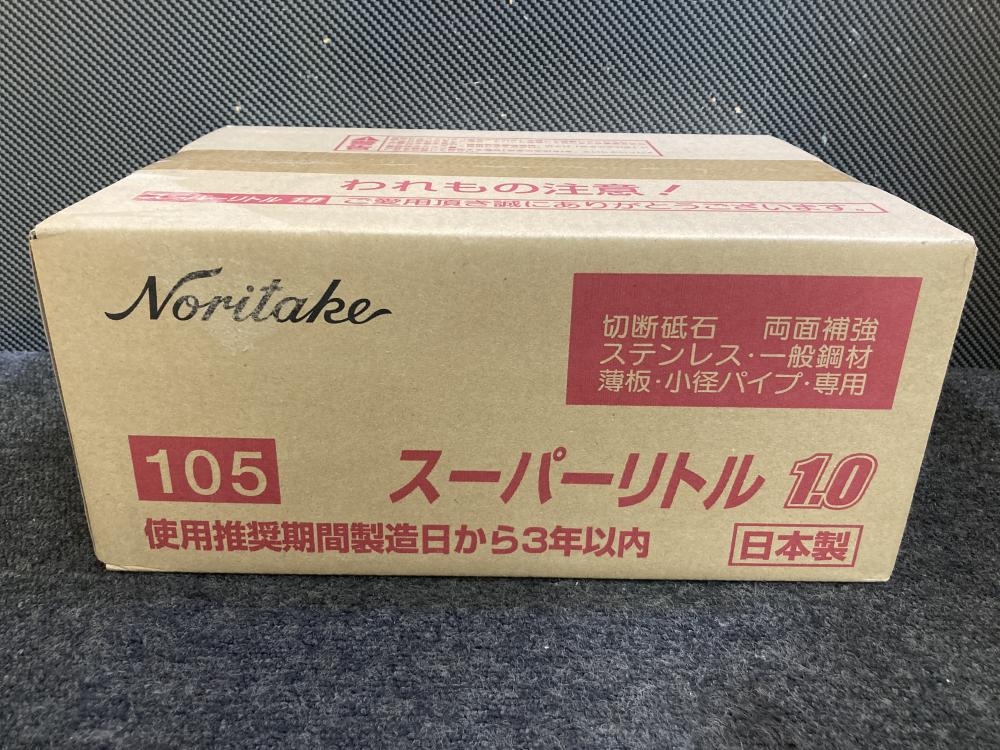 われもの注意!
スーパーリトル 1.0 ご愛用頂き誠にありがとうございます。
Noritake
切断砥石 両面補強
ステンレス・一般鋼材
薄板・小径パイプ・専用
105
スーパーリトル 1.0
使用推奨期間製造日から3年以内
日本製